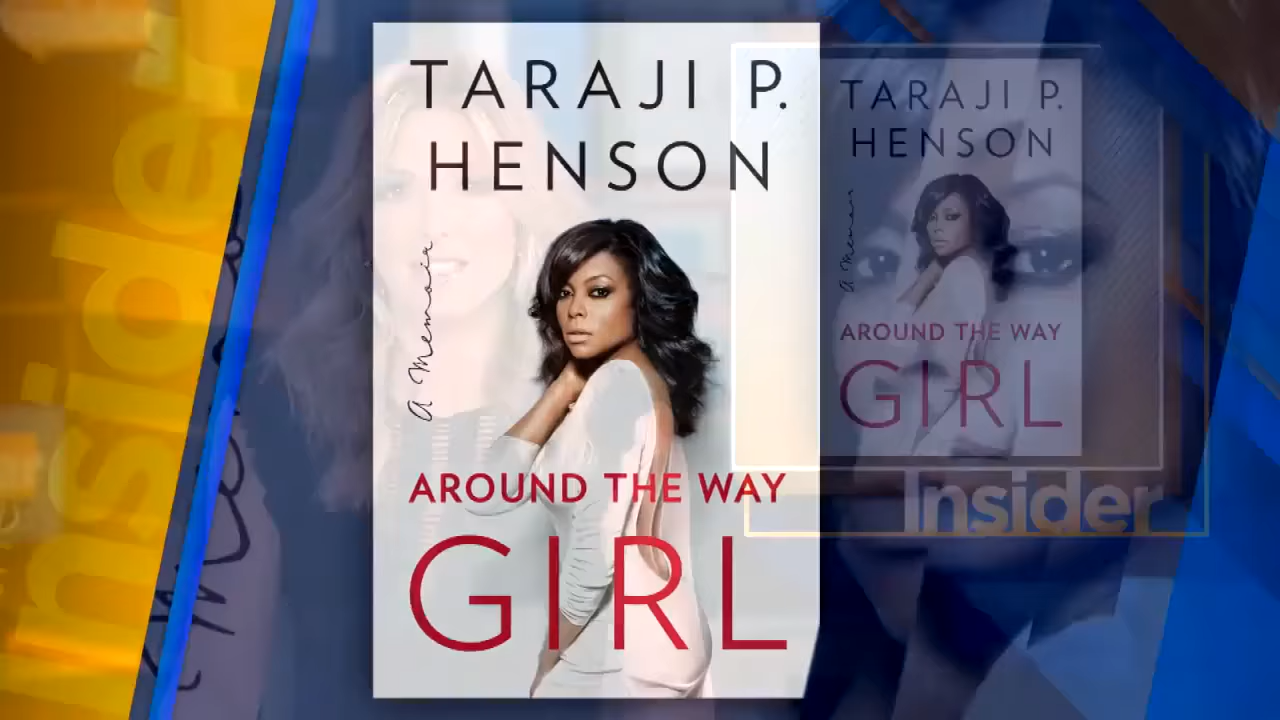 Insider
TARAJI P.
HENSON
A Memoir
AROUND THE WAY
GIRL
TARAJI P.
HENSON
A Memoir
AROUND THE WAY
GIRL
Insider